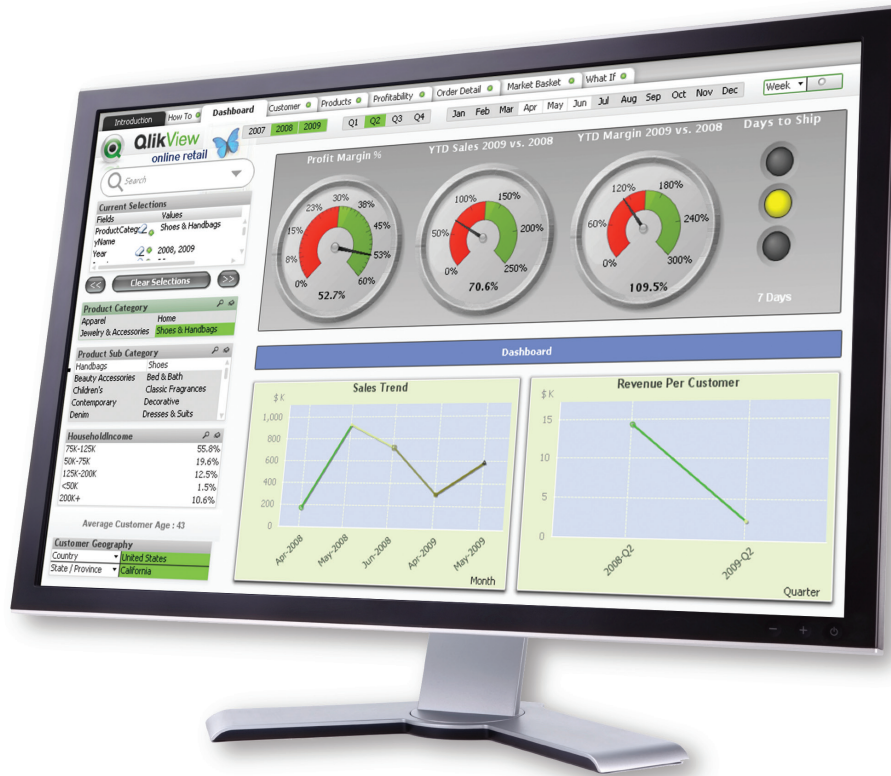 Introduction
How To
Dashboard
Customer
Products
Profitability
Order Detail
Market Basket
What If
QlikView
online retail
2007 2008 2009
Q1 Q2 Q3 Q4
Jan Feb Mar Apr May Jun Jul Aug Sep Oct Nov Dec
Week
Search
Current Selections
Fields Values
ProductCateg Shoes & Handbags
yName
Year 2008, 2009
<< Clear Selections >>
Product Category
Apparel Home
Jewelry & Accessories Shoes & Handbags
Product Sub Category
Handbags Shoes
Beauty Accessories Bed & Bath
Children's Classic Fragrances
Contemporary Decorative
Denim Dresses & Suits
HouseholdIncome
75K-125K 55.8%
50K-75K 19.6%
125K-200K 12.5%
<50K 1.5%
200K+ 10.6%
Average Customer Age : 43
Customer Geography
Country United States
State / Province California
Profit Margin %
0% 8% 15% 23% 30% 38% 45% 53% 60%
52.7%
YTD Sales 2009 vs. 2008
0% 50% 100% 150% 200% 250%
70.6%
YTD Margin 2009 vs. 2008
0% 60% 120% 180% 240% 300%
109.5%
Days to Ship
7 Days
Dashboard
Sales Trend
$ K
1,000
800
600
400
200
0
Apr-2008 May-2008 Jun-2008 Apr-2009 May-2009
Month
Revenue Per Customer
$ K
15
10
5
0
2008-Q2 2009-Q2
Quarter